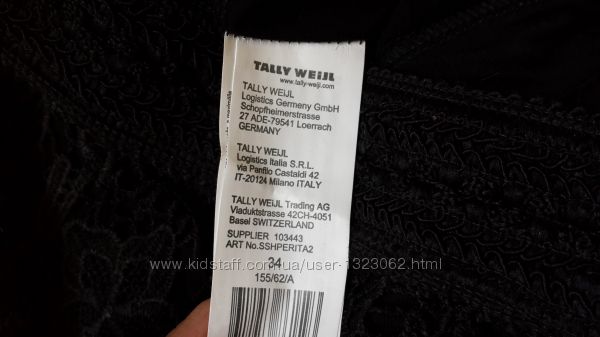 TALLY WEIJL
www.tally-weijl.com
TALLY WEIJL
Logistics Germeny GmbH
Schopfheimerstrasse
27 ADE-79541 Loerrach
GERMANY
TALLY WEIJL
Logistics Italia S.R.L.
via Panfilo Castaldi 42
IT-20124 Milano ITALY
TALLY WEIJL Trading AG
Viaduktstrasse 42CH-4051
Basel SWITZERLAND
SUPPLIER 103443
ART No.SSHPERITA2
www.kidstaff.com.ua/user-1323062.html
34
155/62/A